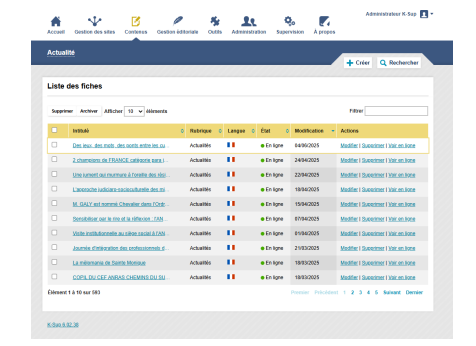 Administrateur K-Sup
Accueil Gestion des sites Contenus Gestion éditoriale Outils Administration Supervision À propos
Actualité
Créer Rechercher
Liste des fiches
Supprimer Archiver Afficher 10 éléments Filtrer
Intitulé Rubrique Langue État Modification Actions
Des jeux, des mots, des ponts entre les cu... Actualités En ligne 04/06/2025 Modifier | Supprimer | Voir en ligne
2 champions de FRANCE catégorie para j... Actualités En ligne 24/04/2025 Modifier | Supprimer | Voir en ligne
Une jument qui murmure à l'oreille des rési... Actualités En ligne 22/04/2025 Modifier | Supprimer | Voir en ligne
L'approche judiciaro-socioculturelle des mi... Actualités En ligne 18/04/2025 Modifier | Supprimer | Voir en ligne
M. GALY est nommé Chevalier dans l'Ordr... Actualités En ligne 15/04/2025 Modifier | Supprimer | Voir en ligne
Sensibiliser par le rire et la réflexion : l'AN... Actualités En ligne 07/04/2025 Modifier | Supprimer | Voir en ligne
Visite institutionnelle au siège social à l'AN... Actualités En ligne 01/04/2025 Modifier | Supprimer | Voir en ligne
Journée d'intégration des professionnels d... Actualités En ligne 21/03/2025 Modifier | Supprimer | Voir en ligne
La mélomanie de Sainte Monique Actualités En ligne 18/03/2025 Modifier | Supprimer | Voir en ligne
COPIL DU CEF ANRAS CHEMINS DU SU... Actualités En ligne 18/03/2025 Modifier | Supprimer | Voir en ligne
Élément 1 à 10 sur 593 Premier Précédent 1 2 3 4 5 Suivant Dernier
K-Sup 6.52.38